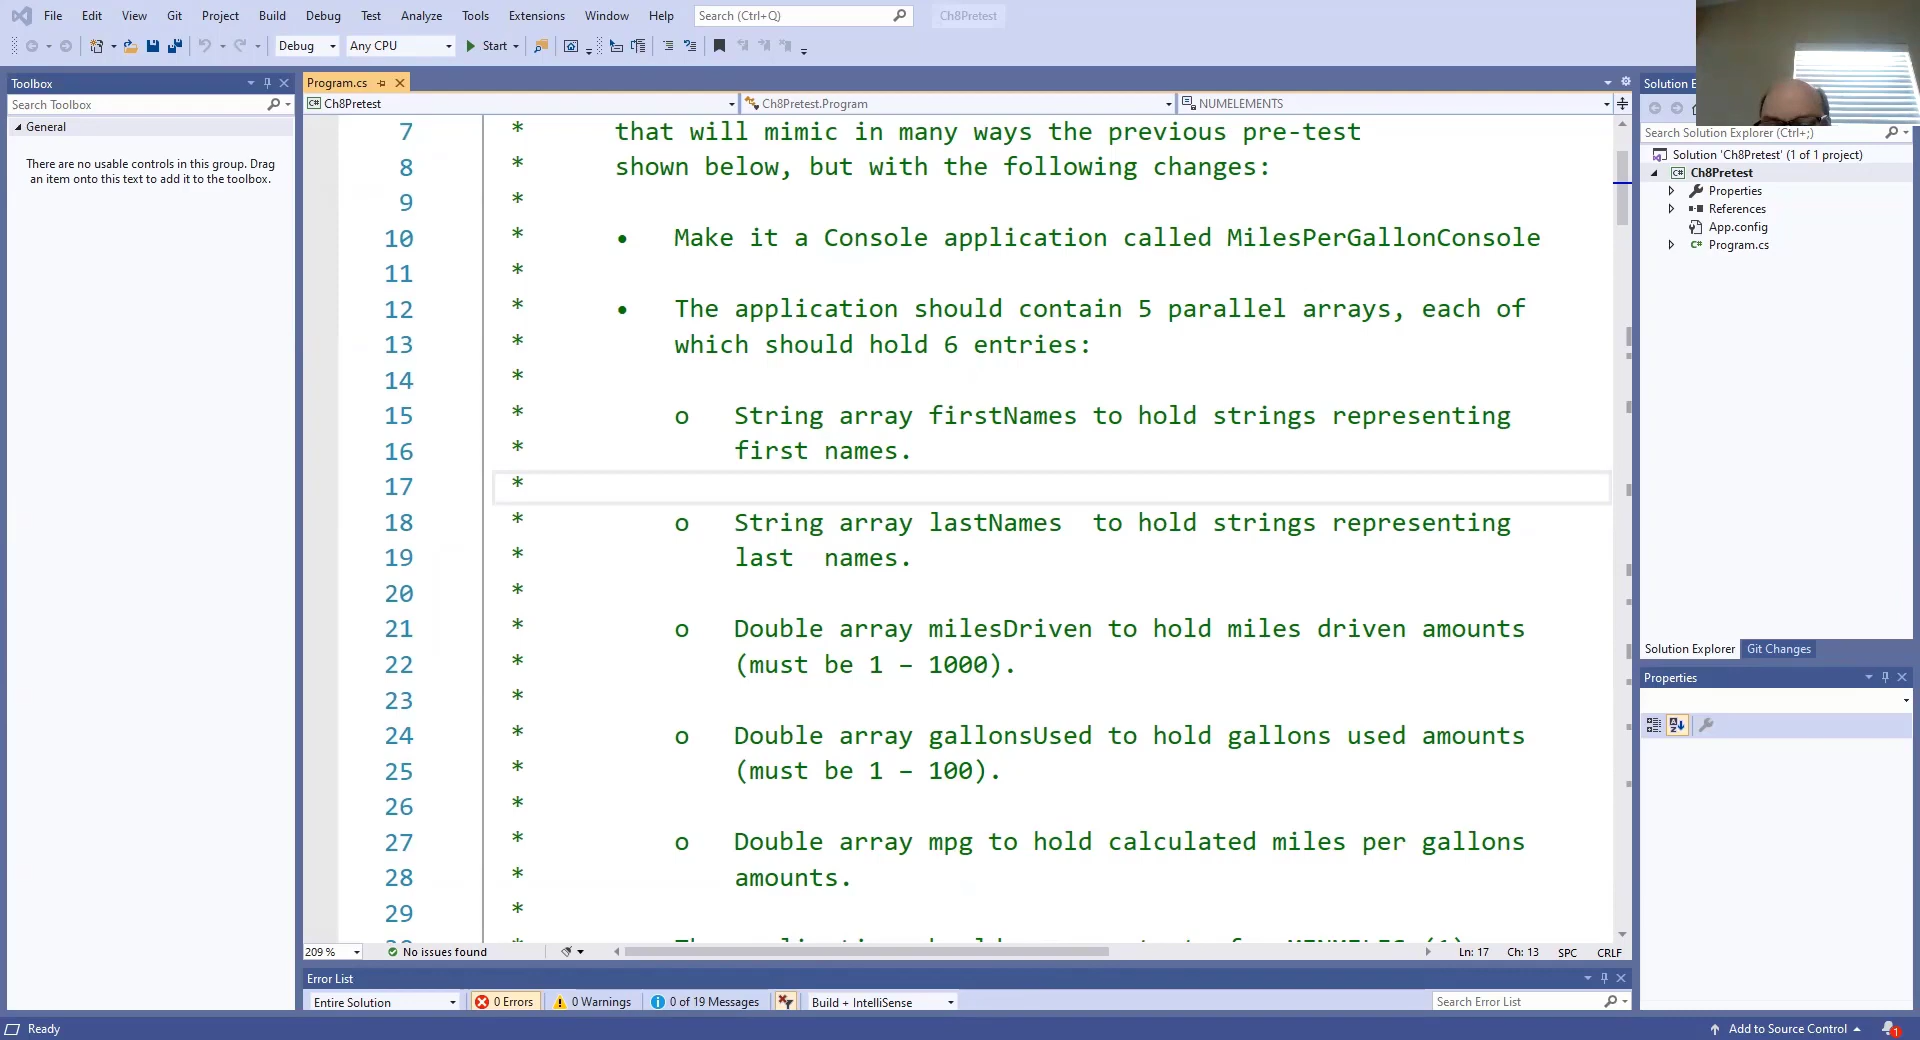 File Edit View Git Project Build Debug Test Analyze Tools Extensions Window Help Search (Ctrl+Q) Ch8Pretest
Debug Any CPU Start
Toolbox
Search Toolbox
General
There are no usable controls in this group. Drag
an item onto this text to add it to the toolbox.
Program.cs
Ch8Pretest Ch8Pretest.Program NUMELEMENTS
7 * that will mimic in many ways the previous pre-test
8 * shown below, but with the following changes:
9 *
10 * • Make it a Console application called MilesPerGallonConsole
11 *
12 * • The application should contain 5 parallel arrays, each of
13 * which should hold 6 entries:
14 *
15 * o String array firstNames to hold strings representing
16 * first names.
17 *
18 * o String array lastNames  to hold strings representing
19 * last  names.
20 *
21 * o Double array milesDriven to hold miles driven amounts
22 * (must be 1 – 1000).
23 *
24 * o Double array gallonsUsed to hold gallons used amounts
25 * (must be 1 – 100).
26 *
27 * o Double array mpg to hold calculated miles per gallons
28 * amounts.
29 *
209 % No issues found Ln: 17 Ch: 13 SPC CRLF
Error List
Entire Solution 0 Errors 0 Warnings 0 of 19 Messages Build + IntelliSense Search Error List
Solution E
Search Solution Explorer (Ctrl+;)
Solution 'Ch8Pretest' (1 of 1 project)
C# Ch8Pretest
Properties
References
App.config
C# Program.cs
Solution Explorer Git Changes
Properties
Ready Add to Source Control 1